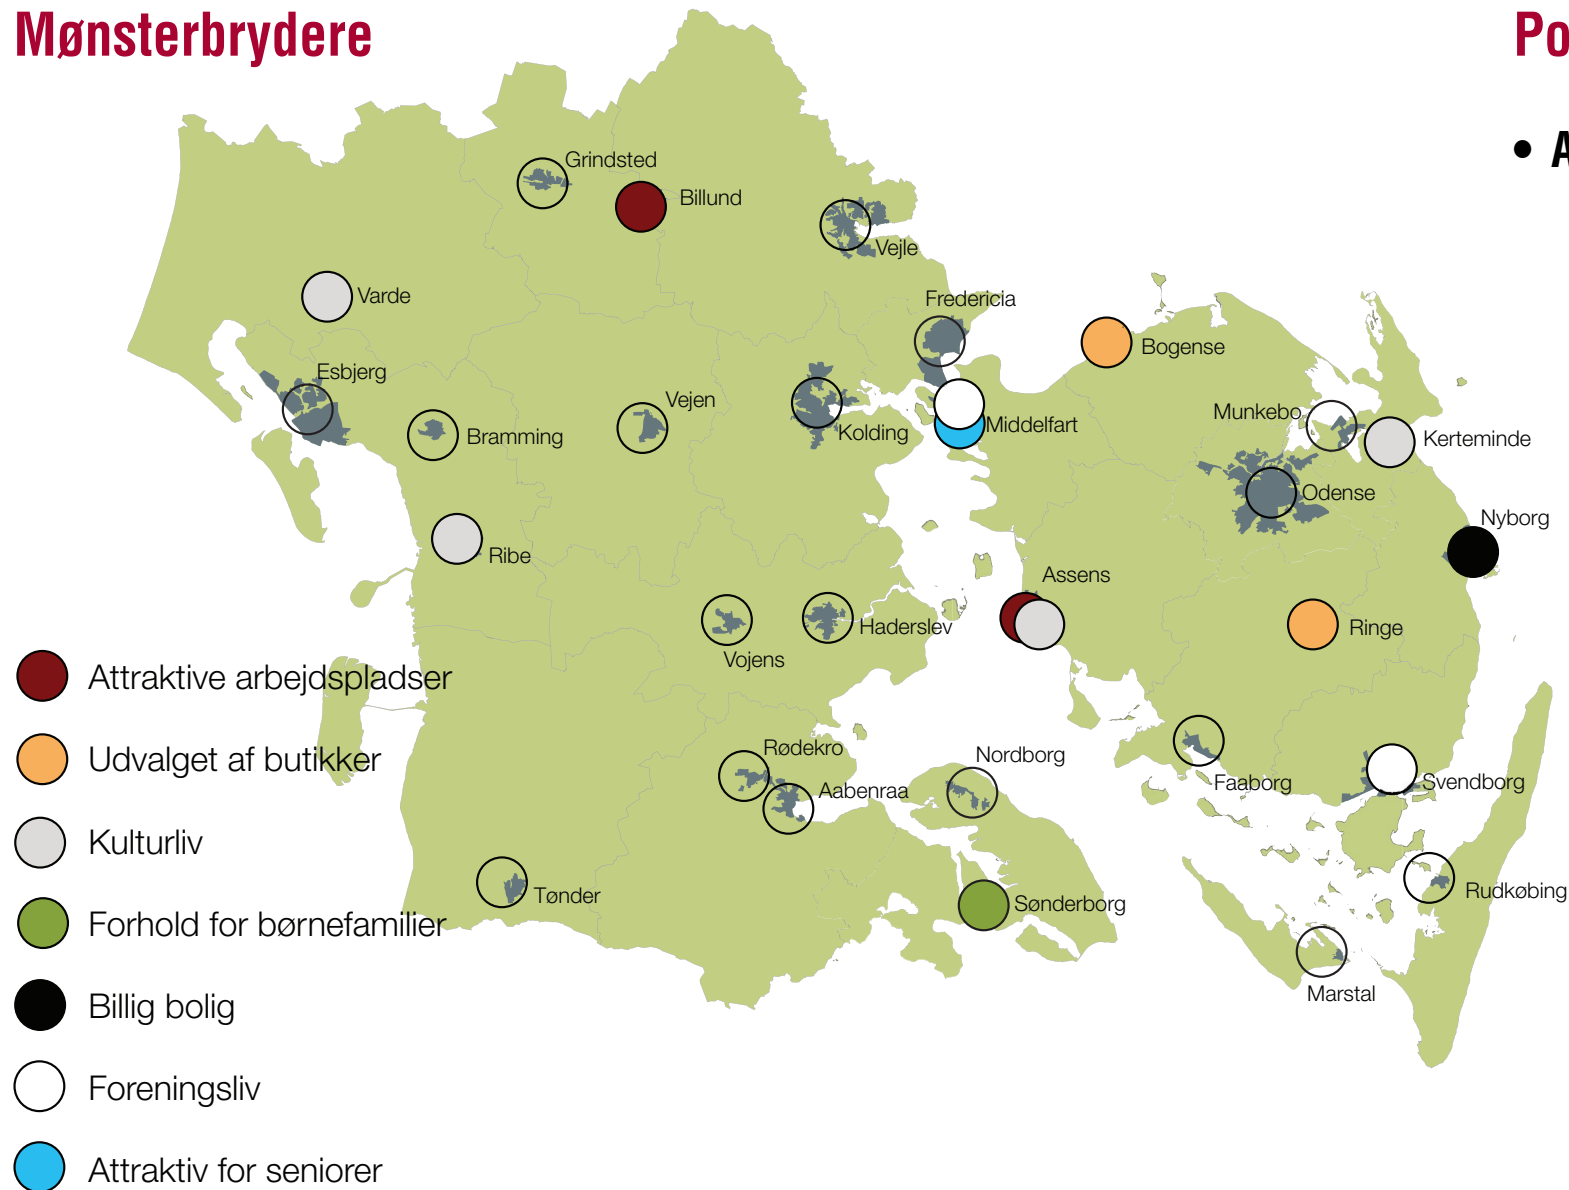 Mønsterbrydere
Po
• A
Grindsted
Billund
Vejle
Varde
Fredericia
Bogense
Esbjerg
Vejen
Munkebo
Bramming
Kolding
Middelfart
Kerteminde
Odense
Nyborg
Ribe
Assens
Haderslev
Ringe
Vojens
Attraktive arbejdspladser
Rødekro
Nordborg
Udvalget af butikker
Aabenraa
Faaborg
Svendborg
Kulturliv
Tønder
Sønderborg
Rudkøbing
Forhold for børnefamilier
Marstal
Billig bolig
Foreningsliv
Attraktiv for seniorer